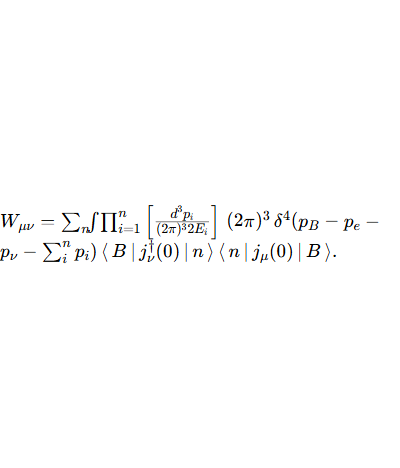 $W_{\mu\nu} = \sum_n \!\!\!\!\! \int \prod_{i=1}^{n} \left[ \frac{d^3 p_i}{(2\pi)^3 2E_i} \right] (2\pi)^3 \, \delta^4(p_B - p_e -$
$p_\nu - \sum_i^n p_i) \, \langle \, B \, | \, j_\nu^\dagger(0) \, | \, n \, \rangle \, \langle \, n \, | \, j_\mu(0) \, | \, B \, \rangle.$